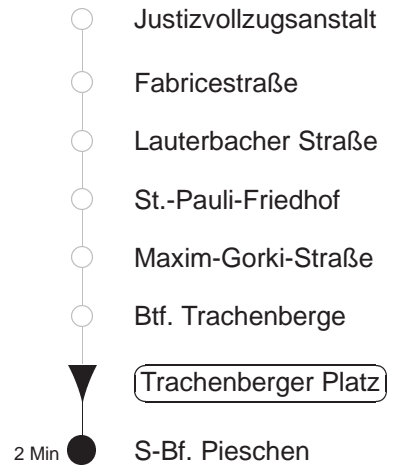 Justizvollzugsanstalt
Fabricestraße
Lauterbacher Straße
St.-Pauli-Friedhof
Maxim-Gorki-Straße
Btf. Trachenberge
Trachenberger Platz
2 Min S-Bf. Pieschen